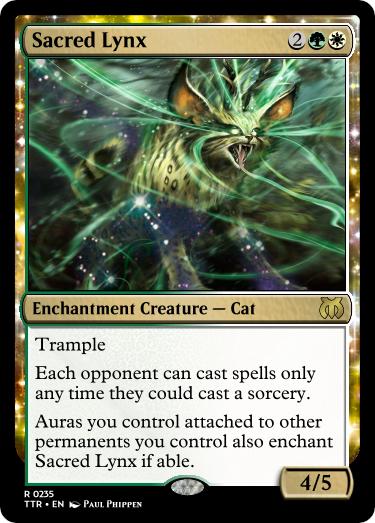 Sacred Lynx 2
Enchantment Creature — Cat
Trample
Each opponent can cast spells only
any time they could cast a sorcery.
Auras you control attached to other
permanents you control also enchant
Sacred Lynx if able.
4/5
R 0235
TTR • EN Paul Phippen